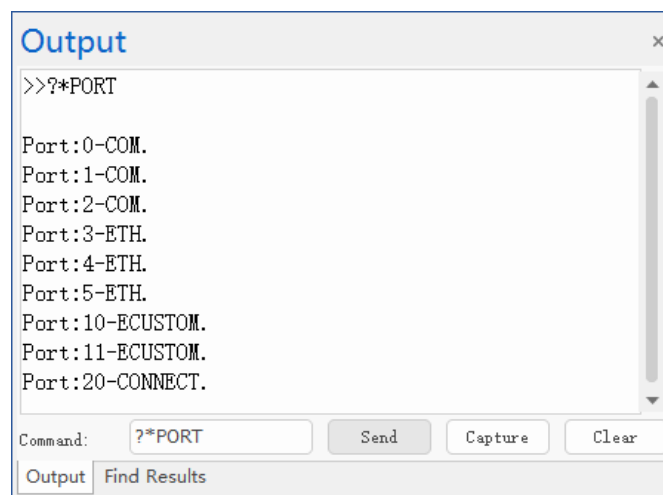 Output
>>?*PORT
Port:0-COM.
Port:1-COM.
Port:2-COM.
Port:3-ETH.
Port:4-ETH.
Port:5-ETH.
Port:10-ECUSTOM.
Port:11-ECUSTOM.
Port:20-CONNECT.
Command: ?*PORT Send Capture Clear
Output Find Results